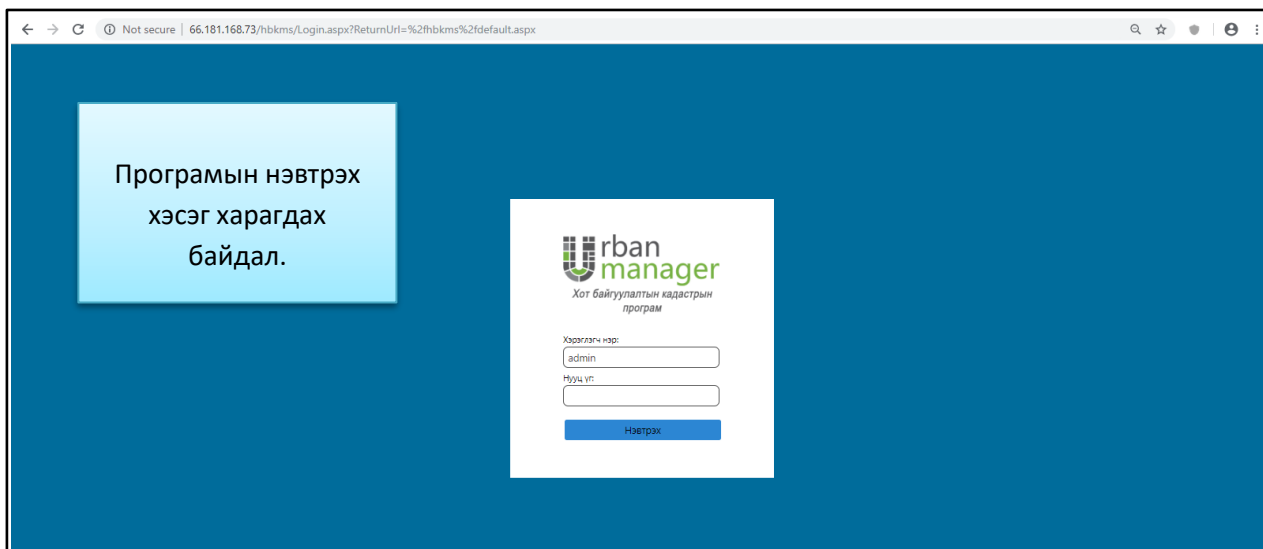 Not secure | 66.181.168.73/hbkms/Login.aspx?ReturnUrl=%2fhbkms%2fdefault.aspx
Програмын нэвтрэх
хэсэг харагдах
байдал.
Urban
manager
Хот байгуулалтын кадастрын
програм
Хэрэглэгч нэр:
admin
Нууц үг:
Нэвтрэх